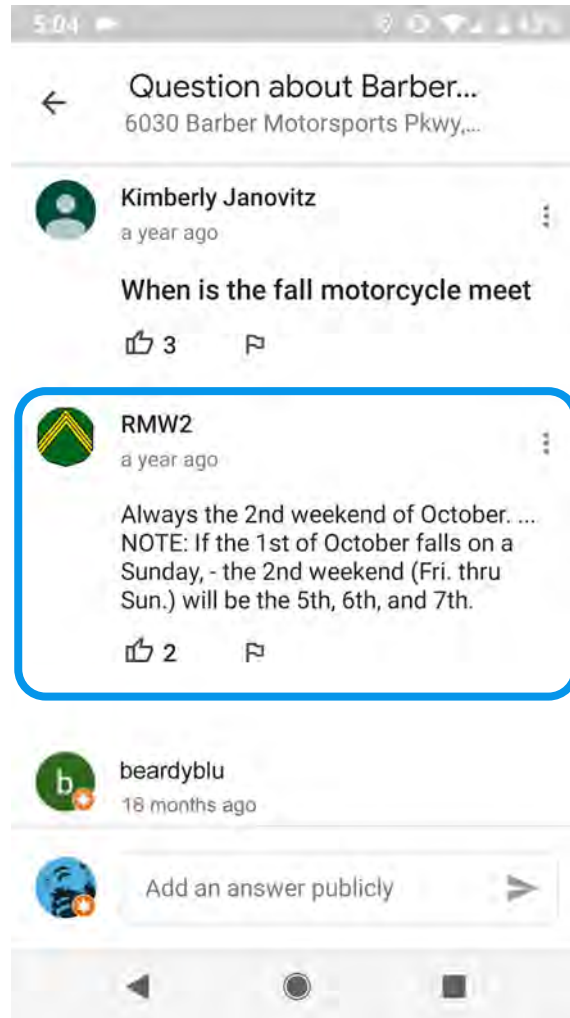 5:04
43%
Question about Barber...
6030 Barber Motorsports Pkwy,...
Kimberly Janovitz
a year ago
When is the fall motorcycle meet
3
RMW2
a year ago
Always the 2nd weekend of October. ...
NOTE: If the 1st of October falls on a
Sunday, - the 2nd weekend (Fri. thru
Sun.) will be the 5th, 6th, and 7th.
2
b
beardyblu
18 months ago
Add an answer publicly